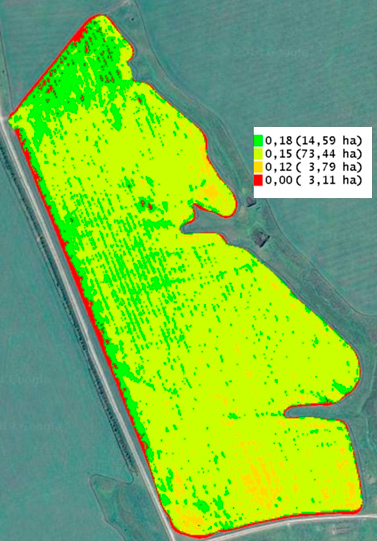 0,18(14,59 ha)
0,15(73,44 ha)
0,12( 3,79 ha)
0,00( 3,11 ha)